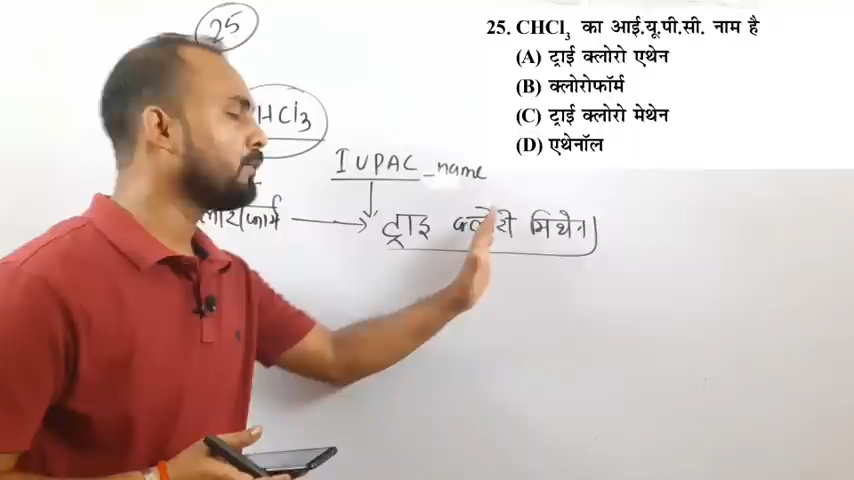 25
25. CHCl3 का आई.यू.पी.सी. नाम है
(A) ट्राई क्लोरो एथेन
(B) क्लोरोफॉर्म
(C) ट्राई क्लोरो मेथेन
(D) एथेनॉल
HCl3
IUPAC_name
ट्राइ क्लोरो मिथेन